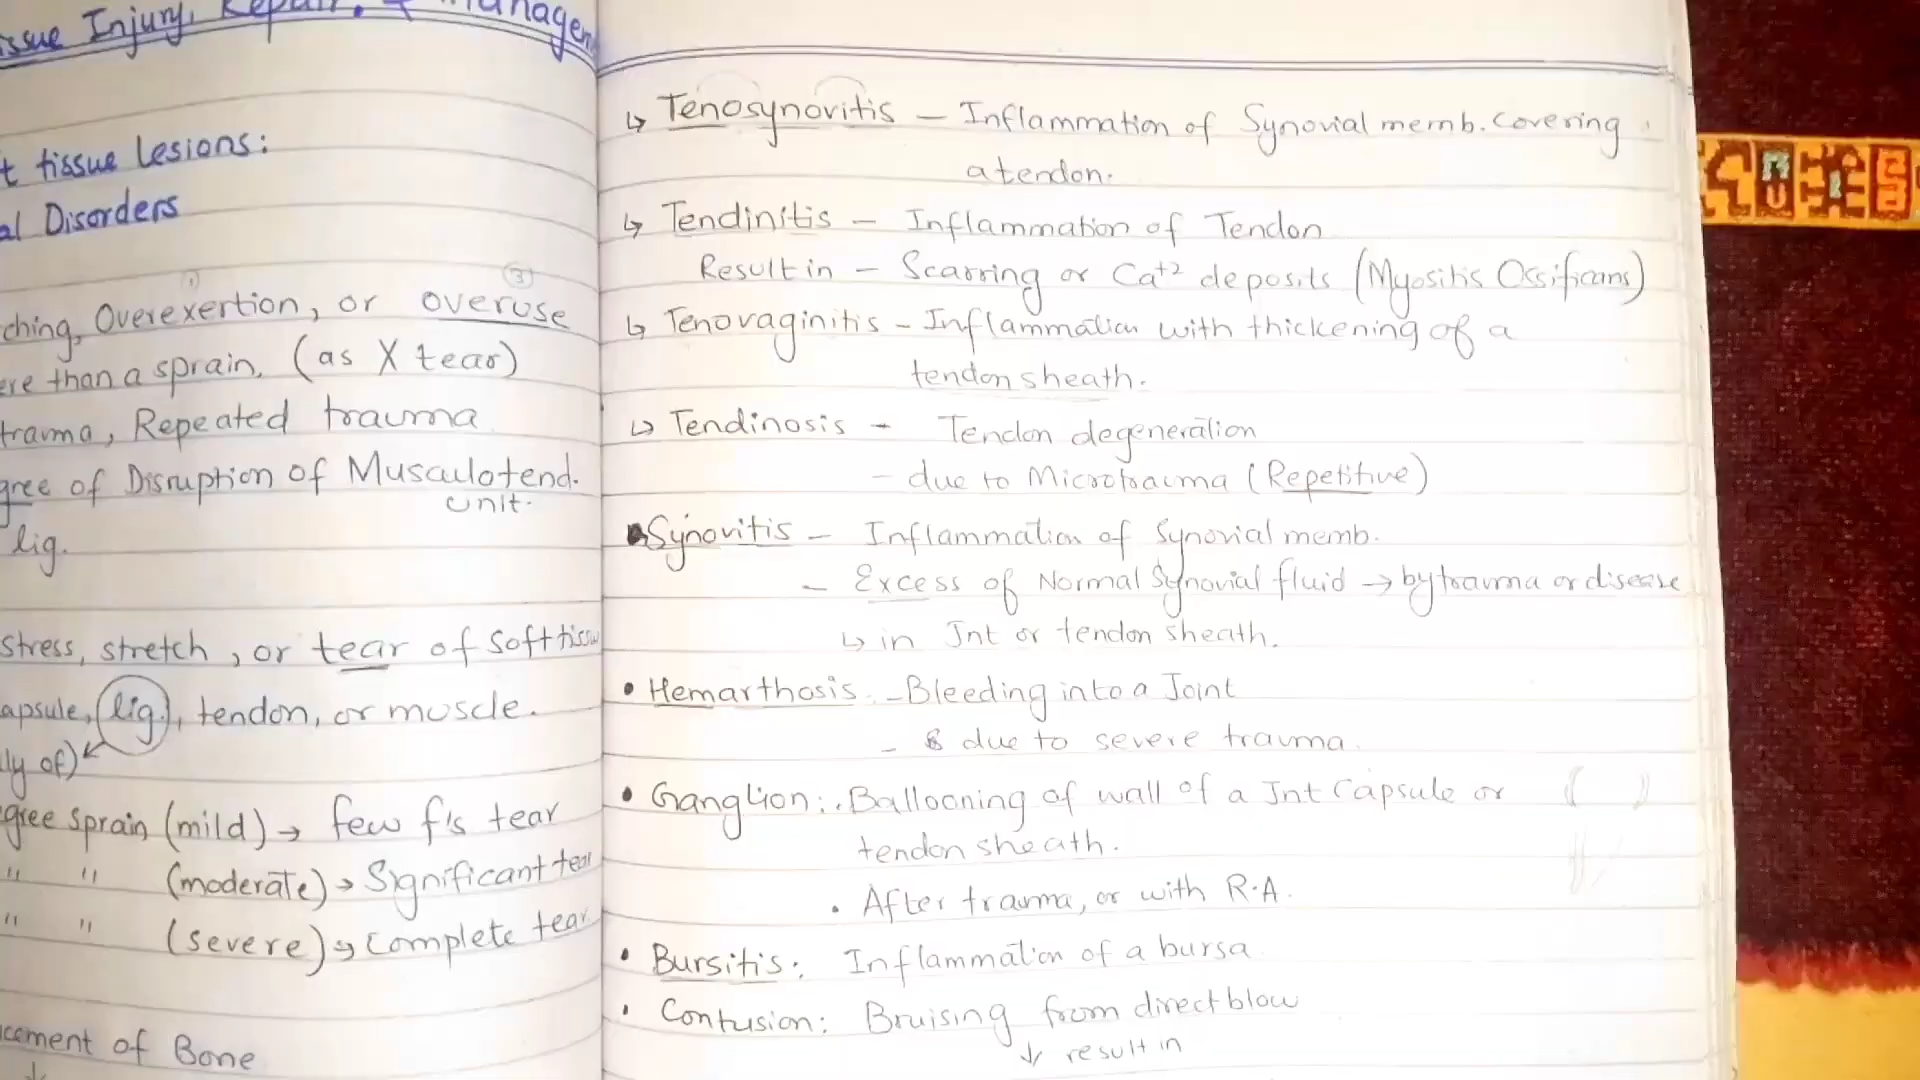 issue Injury, Repair, & Managem
t tissue Lesions:
al Disorders
ching, Overexertion, or overuse
ere than a sprain. (as X tear)
trauma, Repeated trauma
gree of Disruption of Musculotend.
unit.
lig.
stress, stretch, or tear of soft tissu
apsule, (lig.), tendon, or muscle.
ly of)
gree sprain (mild) → few f's tear
" " (moderate) → Significant tear
" " (severe) → Complete tear
cement of Bone
↳ Tenosynovitis – Inflammation of Synovial memb. covering
a tendon.
↳ Tendinitis – Inflammation of Tendon
Result in – Scarring or Ca+2 deposits (Myositis Ossificans)
↳ Tenovaginitis – Inflammation with thickening of a
tendon sheath.
↳ Tendinosis – Tendon degeneration
– due to Microtrauma (Repetitive)
• Synovitis – Inflammation of Synovial memb.
– Excess of Normal Synovial fluid → by trauma or disease
↳ in Jnt or tendon sheath.
• Hemarthosis – Bleeding into a Joint
– due to severe trauma.
• Ganglion: Ballooning of wall of a Jnt Capsule or
tendon sheath.
• After trauma, or with R.A.
• Bursitis: Inflammation of a bursa
• Contusion: Bruising from direct blow
↓ result in